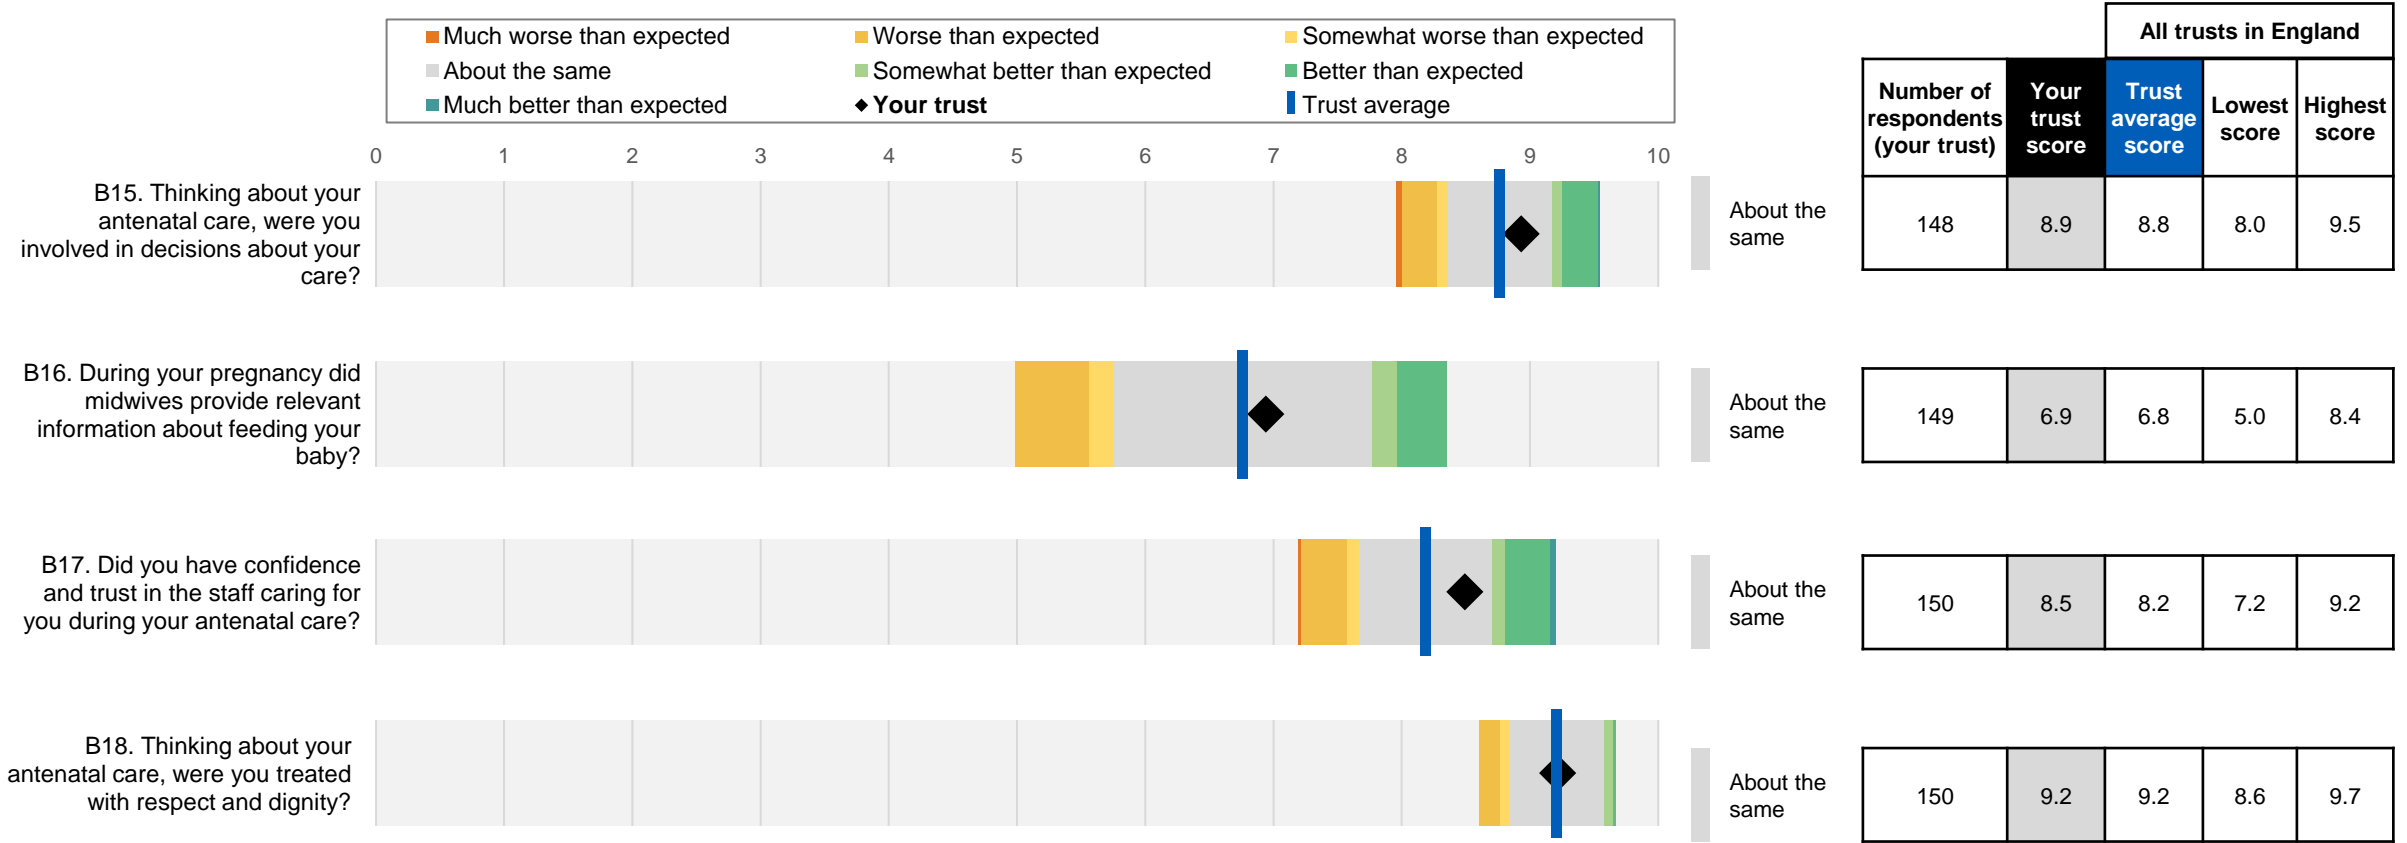 Much worse than expected
Worse than expected
Somewhat worse than expected
About the same
Somewhat better than expected
Better than expected
Much better than expected
Your trust
Trust average
All trusts in England
Number of
respondents
(your trust)
Your
trust
score
Trust
average
score
Lowest
score
Highest
score
0 1 2 3 4 5 6 7 8 9 10
B15. Thinking about your
antenatal care, were you
involved in decisions about your
care?
About the
same
148 8.9 8.8 8.0 9.5
B16. During your pregnancy did
midwives provide relevant
information about feeding your
baby?
About the
same
149 6.9 6.8 5.0 8.4
B17. Did you have confidence
and trust in the staff caring for
you during your antenatal care?
About the
same
150 8.5 8.2 7.2 9.2
B18. Thinking about your
antenatal care, were you treated
with respect and dignity?
About the
same
150 9.2 9.2 8.6 9.7